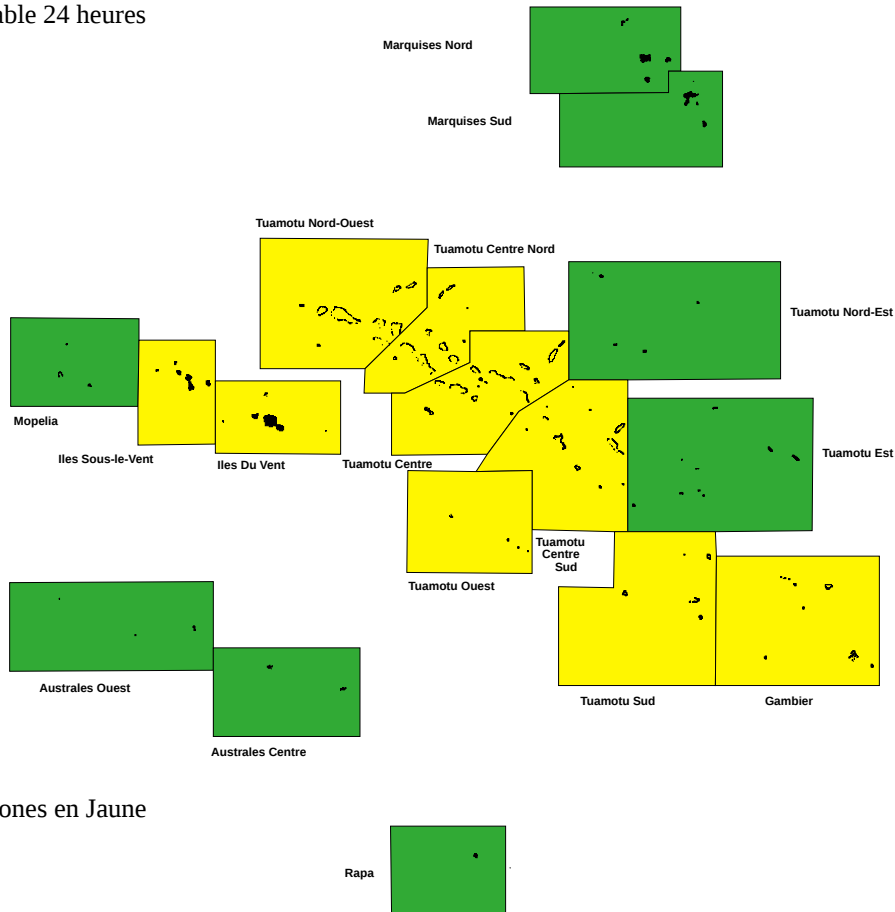 able 24 heures
Marquises Nord
Marquises Sud
Tuamotu Nord-Ouest
Tuamotu Centre Nord
Tuamotu Nord-Est
Mopelia
Iles Sous-le-Vent
Iles Du Vent
Tuamotu Centre
Tuamotu Est
Tuamotu
Centre
Sud
Tuamotu Ouest
Australes Ouest
Tuamotu Sud
Gambier
Australes Centre
ones en Jaune
Rapa